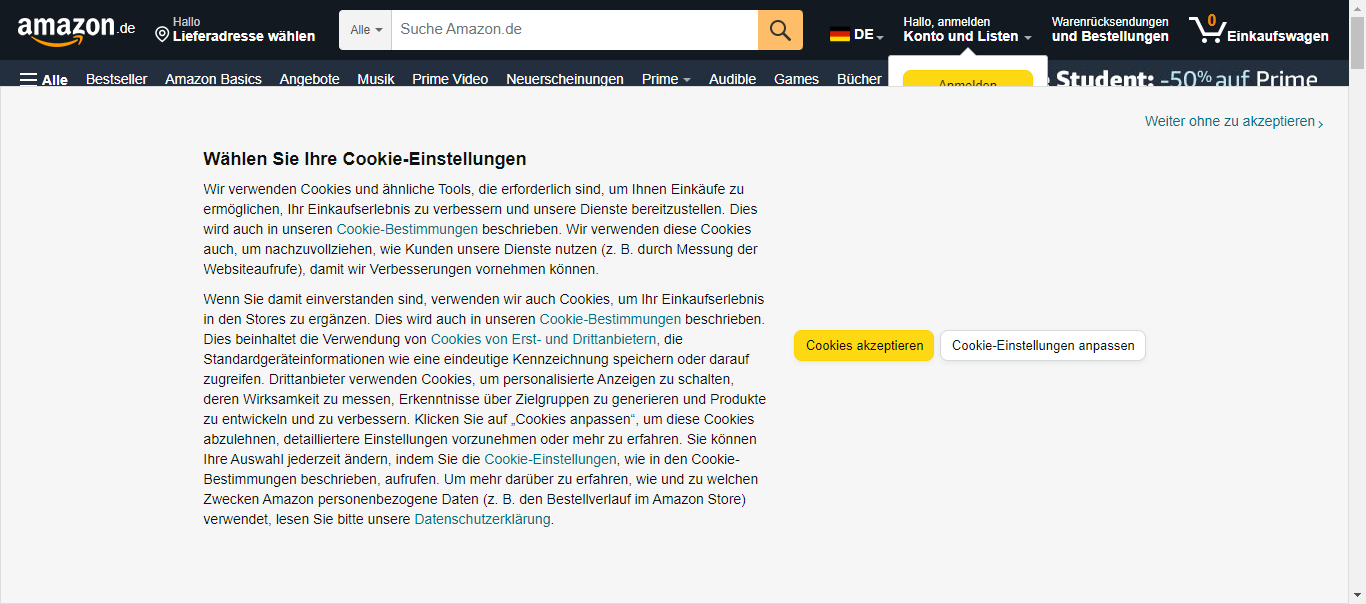 amazon.de
Hallo
Lieferadresse wählen
Alle
Suche Amazon.de
DE
Hallo, anmelden
Konto und Listen
Warenrücksendungen
und Bestellungen
0
Einkaufswagen
Alle
Bestseller
Amazon Basics
Angebote
Musik
Prime Video
Neuerscheinungen
Prime
Audible
Games
Bücher
Anmelden
e Student: -50% auf Prime
Weiter ohne zu akzeptieren
Wählen Sie Ihre Cookie-Einstellungen
Wir verwenden Cookies und ähnliche Tools, die erforderlich sind, um Ihnen Einkäufe zu
ermöglichen, Ihr Einkaufserlebnis zu verbessern und unsere Dienste bereitzustellen. Dies
wird auch in unseren Cookie-Bestimmungen beschrieben. Wir verwenden diese Cookies
auch, um nachzuvollziehen, wie Kunden unsere Dienste nutzen (z. B. durch Messung der
Websiteaufrufe), damit wir Verbesserungen vornehmen können.
Wenn Sie damit einverstanden sind, verwenden wir auch Cookies, um Ihr Einkaufserlebnis
in den Stores zu ergänzen. Dies wird auch in unseren Cookie-Bestimmungen beschrieben.
Dies beinhaltet die Verwendung von Cookies von Erst- und Drittanbietern, die
Standardgeräteinformationen wie eine eindeutige Kennzeichnung speichern oder darauf
zugreifen. Drittanbieter verwenden Cookies, um personalisierte Anzeigen zu schalten,
deren Wirksamkeit zu messen, Erkenntnisse über Zielgruppen zu generieren und Produkte
zu entwickeln und zu verbessern. Klicken Sie auf „Cookies anpassen“, um diese Cookies
abzulehnen, detailliertere Einstellungen vorzunehmen oder mehr zu erfahren. Sie können
Ihre Auswahl jederzeit ändern, indem Sie die Cookie-Einstellungen, wie in den Cookie-
Bestimmungen beschrieben, aufrufen. Um mehr darüber zu erfahren, wie und zu welchen
Zwecken Amazon personenbezogene Daten (z. B. den Bestellverlauf im Amazon Store)
verwendet, lesen Sie bitte unsere Datenschutzerklärung.
Cookies akzeptieren
Cookie-Einstellungen anpassen